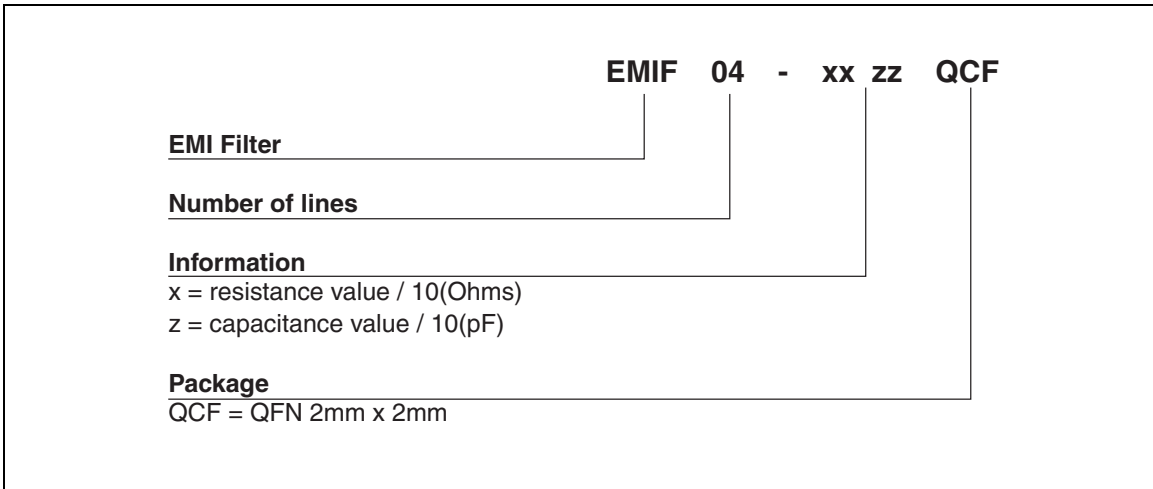 EMIF 04 - xx zz QCF
EMI Filter
Number of lines
Information
x = resistance value / 10(Ohms)
z = capacitance value / 10(pF)
Package
QCF = QFN 2mm x 2mm